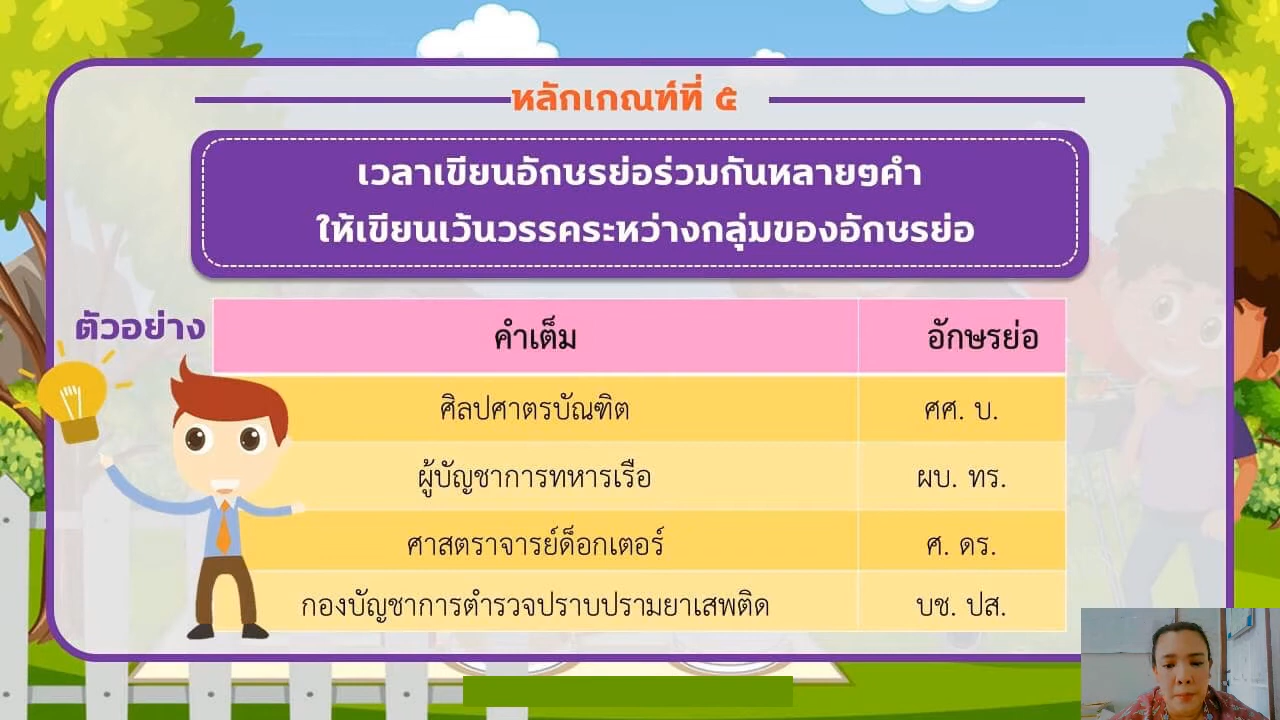 หลักเกณฑ์ที่ ๕
เวลาเขียนอักษรย่อร่วมกันหลายๆคำ
ให้เขียนเว้นวรรคระหว่างกลุ่มของอักษรย่อ
ตัวอย่าง
คำเต็ม อักษรย่อ
ศิลปศาตรบัณฑิต ศศ. บ.
ผู้บัญชาการทหารเรือ ผบ. ทร.
ศาสตราจารย์ด็อกเตอร์ ศ. ดร.
กองบัญชาการตำรวจปราบปรามยาเสพติด บช. ปส.